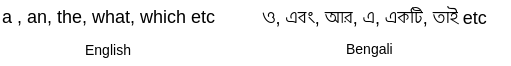 a , an, the, what, which etc
ও, এবং, আর, এ, একটি, তাই etc
English
Bengali